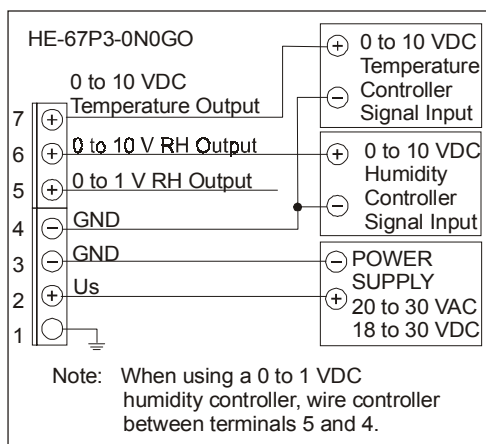 HE-67P3-0N0GO
0 to 10 VDC
Temperature Output
0 to 10 V RH Output
0 to 1 V RH Output
GND
GND
Us
7
6
5
4
3
2
1
+
+
+
−
−
+
+ 0 to 10 VDC
Temperature
− Controller
Signal Input
+ 0 to 10 VDC
Humidity
Controller
− Signal Input
− POWER
SUPPLY
+ 20 to 30 VAC
18 to 30 VDC
Note: When using a 0 to 1 VDC
humidity controller, wire controller
between terminals 5 and 4.